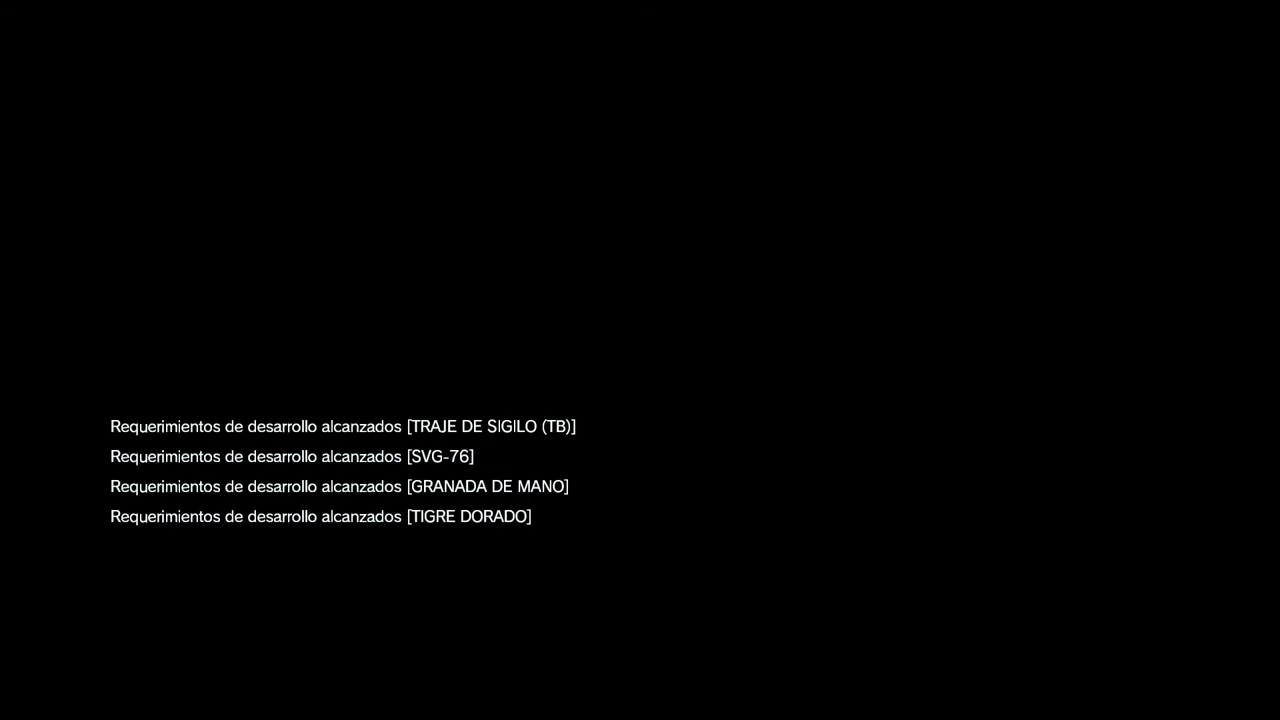 Requerimientos de desarrollo alcanzados [TRAJE DE SIGILO (TB)]
Requerimientos de desarrollo alcanzados [SVG-76]
Requerimientos de desarrollo alcanzados [GRANADA DE MANO]
Requerimientos de desarrollo alcanzados [TIGRE DORADO]